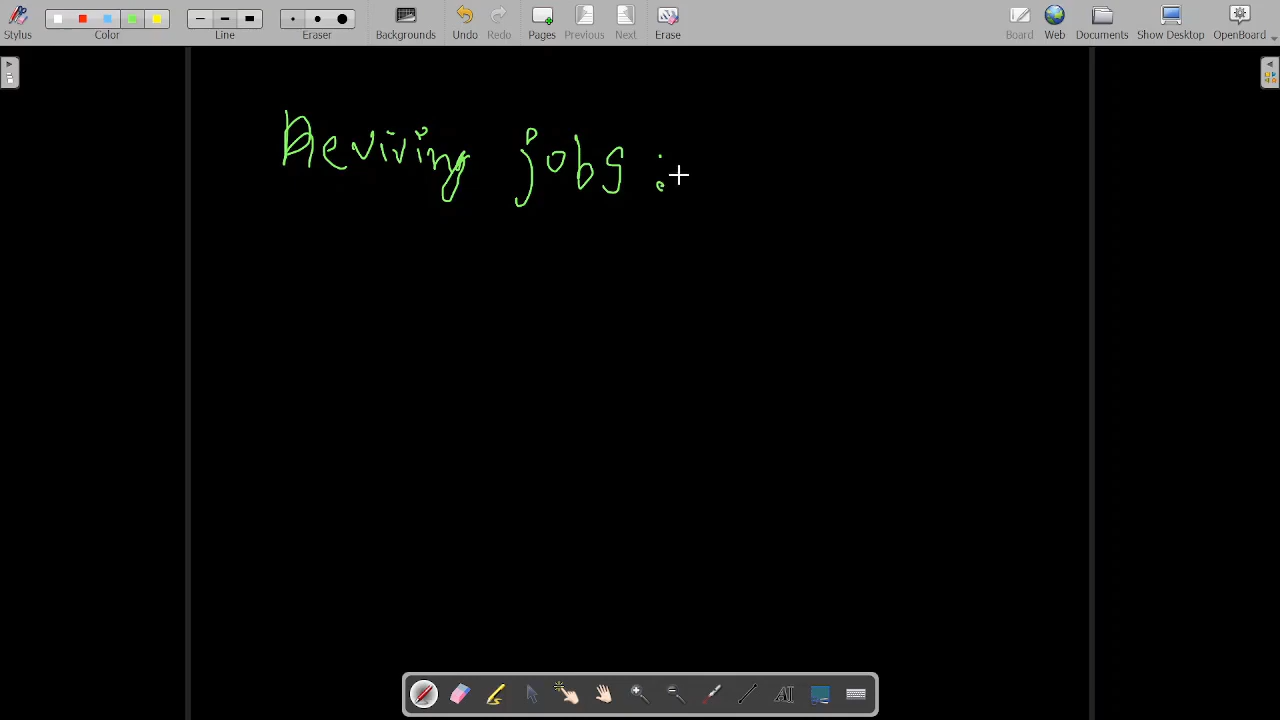 Stylus Color Line Eraser Backgrounds Undo Redo Pages Previous Next Erase Board Web Documents Show Desktop OpenBoard
Reviving jobs :